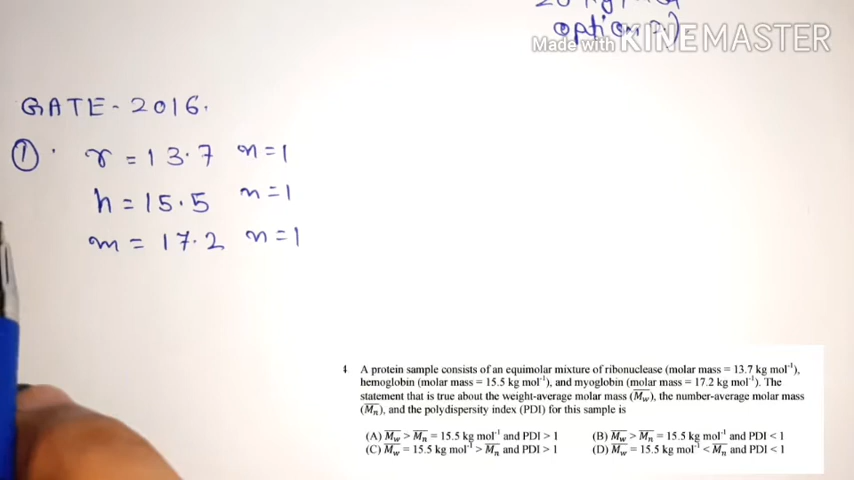 option
Made with KINEMASTER
GATE-2016.
① r = 13.7 n=1
h = 15.5 n=1
m = 17.2 n=1
4 A protein sample consists of an equimolar mixture of ribonuclease (molar mass = 13.7 kg mol⁻¹),
hemoglobin (molar mass = 15.5 kg mol⁻¹), and myoglobin (molar mass = 17.2 kg mol⁻¹). The
statement that is true about the weight-average molar mass (M̅w), the number-average molar mass
(M̅n), and the polydispersity index (PDI) for this sample is
(A) M̅w > M̅n = 15.5 kg mol⁻¹ and PDI > 1 (B) M̅w > M̅n = 15.5 kg mol⁻¹ and PDI < 1
(C) M̅w = 15.5 kg mol⁻¹ > M̅n and PDI > 1 (D) M̅w = 15.5 kg mol⁻¹ < M̅n and PDI < 1